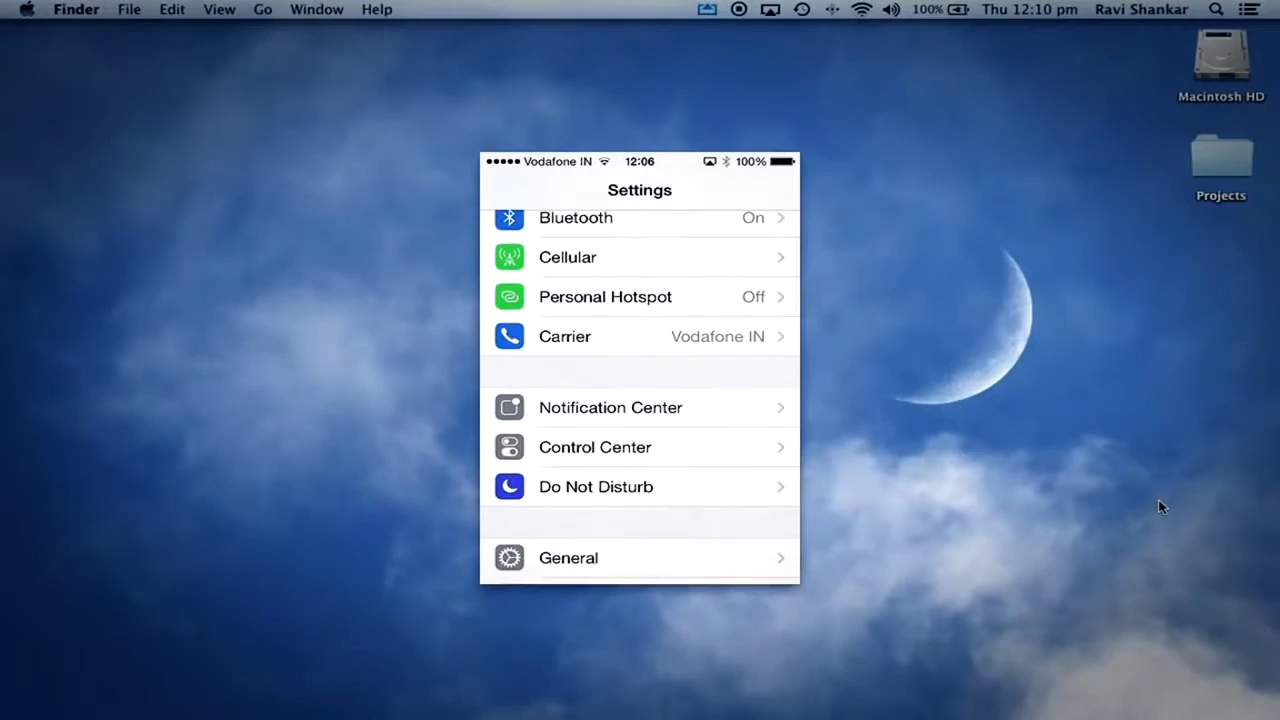 Finder File Edit View Go Window Help 100% Thu 12:10 pm Ravi Shankar
Macintosh HD
Projects
Vodafone IN 12:06 100%
Settings
Bluetooth On
Cellular
Personal Hotspot Off
Carrier Vodafone IN
Notification Center
Control Center
Do Not Disturb
General